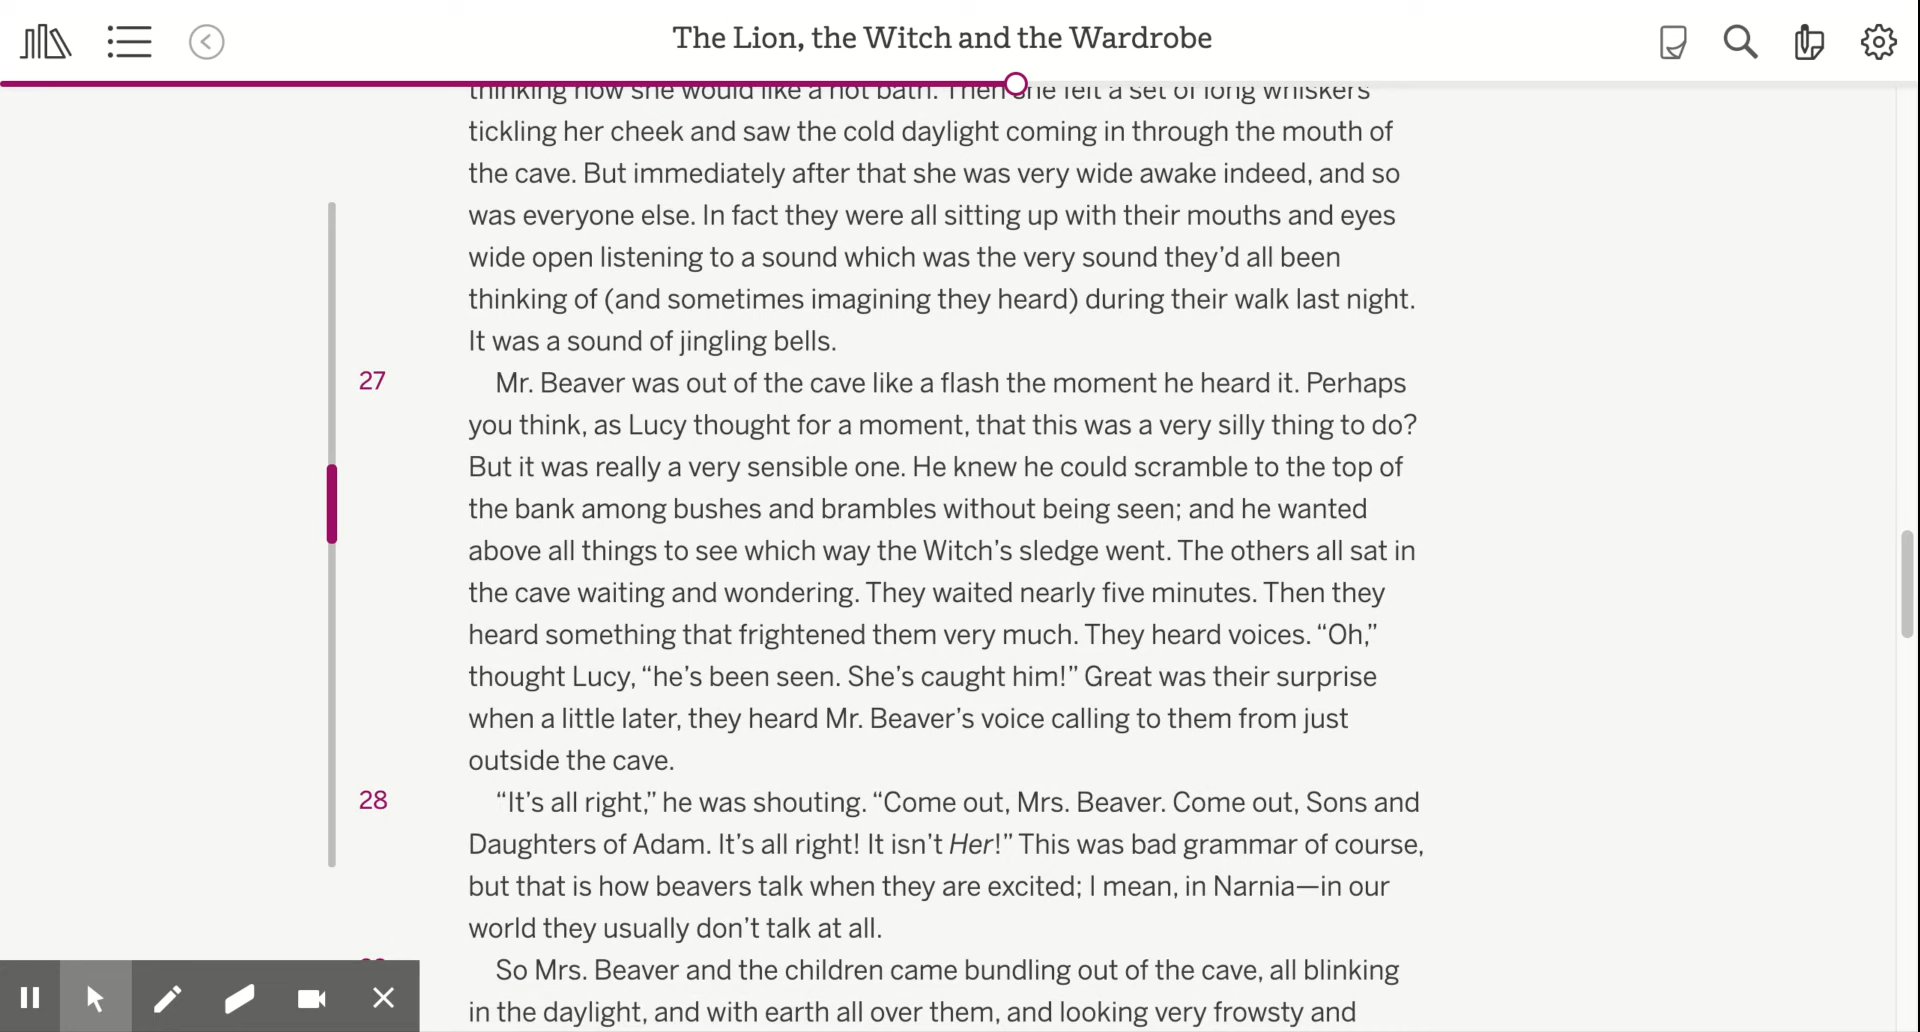 The Lion, the Witch and the Wardrobe
thinking how she would like a hot bath. Then she felt a set of long whiskers
tickling her cheek and saw the cold daylight coming in through the mouth of
the cave. But immediately after that she was very wide awake indeed, and so
was everyone else. In fact they were all sitting up with their mouths and eyes
wide open listening to a sound which was the very sound they’d all been
thinking of (and sometimes imagining they heard) during their walk last night.
It was a sound of jingling bells.
27 Mr. Beaver was out of the cave like a flash the moment he heard it. Perhaps
you think, as Lucy thought for a moment, that this was a very silly thing to do?
But it was really a very sensible one. He knew he could scramble to the top of
the bank among bushes and brambles without being seen; and he wanted
above all things to see which way the Witch’s sledge went. The others all sat in
the cave waiting and wondering. They waited nearly five minutes. Then they
heard something that frightened them very much. They heard voices. “Oh,”
thought Lucy, “he’s been seen. She’s caught him!” Great was their surprise
when a little later, they heard Mr. Beaver’s voice calling to them from just
outside the cave.
28 “It’s all right,” he was shouting. “Come out, Mrs. Beaver. Come out, Sons and
Daughters of Adam. It’s all right! It isn’t Her!” This was bad grammar of course,
but that is how beavers talk when they are excited; I mean, in Narnia—in our
world they usually don’t talk at all.
So Mrs. Beaver and the children came bundling out of the cave, all blinking
in the daylight, and with earth all over them, and looking very frowsty and